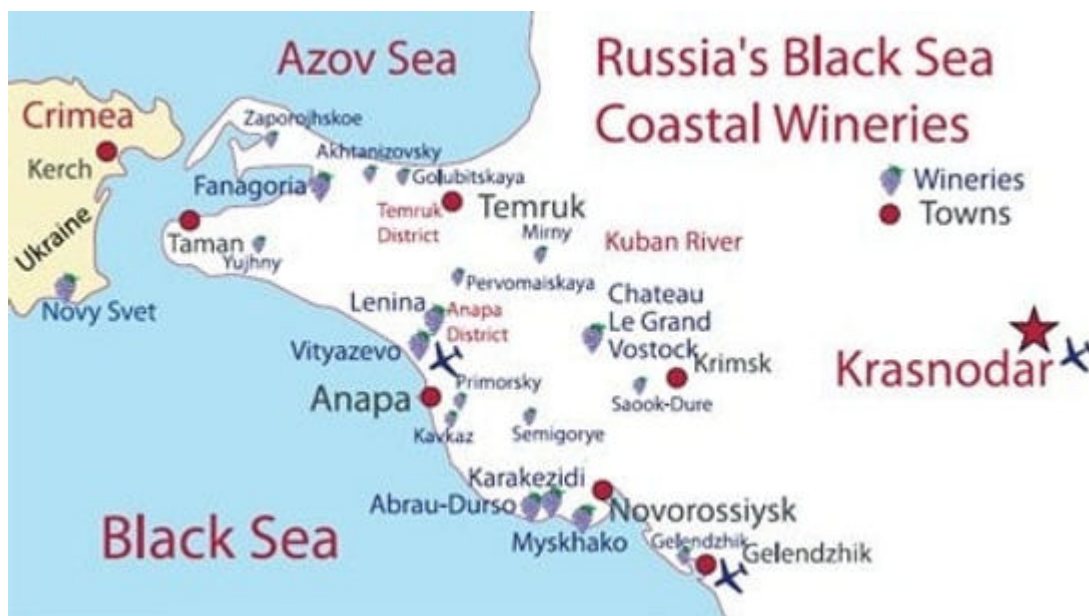 Azov Sea
Russia's Black Sea
Coastal Wineries
Crimea
Kerch
Ukraine
Novy Svet
Zaporojhskoe
Akhtanizovsky
Fanagoria
Golubitskaya
Temruk
District
Temruk
Taman
Yujhny
Mirny
Kuban River
Wineries
Towns
Pervomaiskaya
Lenina
Anapa
District
Vityazevo
Chateau
Le Grand
Vostock
Krimsk
Krasnodar
Primorsky
Anapa
Kavkaz
Semigorye
Saook-Dure
Karakezidi
Abrau-Durso
Novorossiysk
Myskhako
Gelendzhik
Gelendzhik
Black Sea